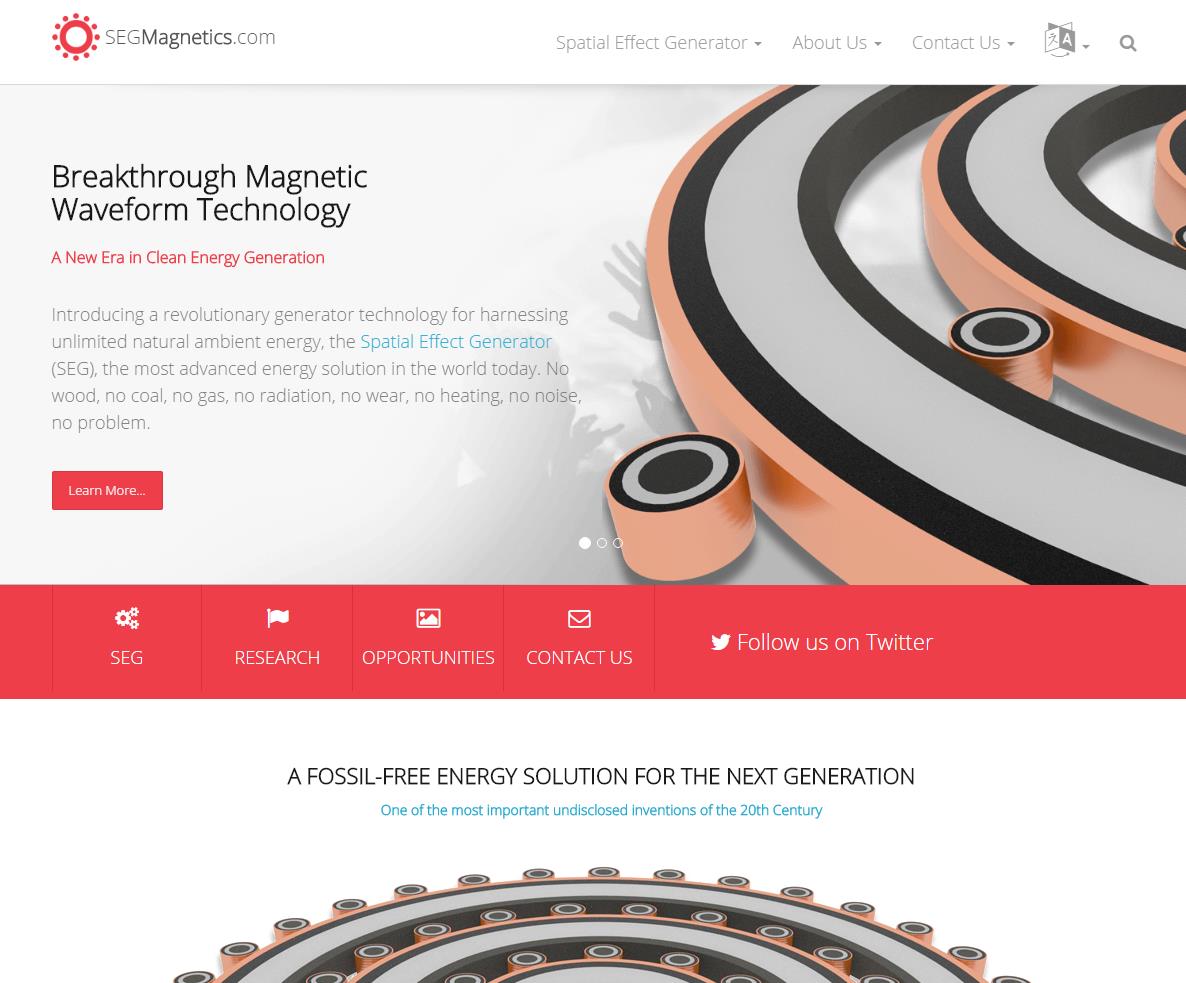 SEGMagnetics.com
Spatial Effect Generator
About Us
Contact Us
A
Breakthrough Magnetic
Waveform Technology
A New Era in Clean Energy Generation
Introducing a revolutionary generator technology for harnessing
unlimited natural ambient energy, the Spatial Effect Generator
(SEG), the most advanced energy solution in the world today. No
wood, no coal, no gas, no radiation, no wear, no heating, no noise,
no problem.
Learn More...
SEG
RESEARCH
OPPORTUNITIES
CONTACT US
Follow us on Twitter
A FOSSIL-FREE ENERGY SOLUTION FOR THE NEXT GENERATION
One of the most important undisclosed inventions of the 20th Century